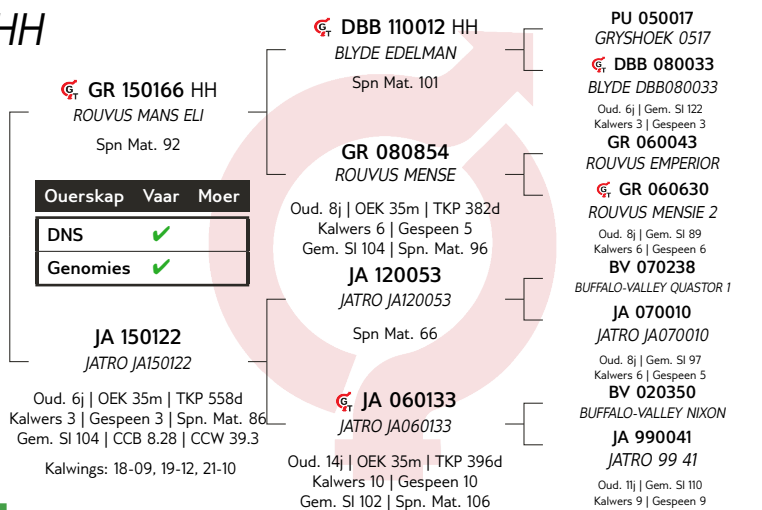 HH
GR 150166 HH
ROUVUS MANS ELI
Spn Mat. 92
Ouerskap Vaar Moer
DNS ✔
Genomies ✔
JA 150122
JATRO JA150122
Oud. 6j | OEK 35m | TKP 558d
Kalwers 3 | Gespeen 3 | Spn. Mat. 86
Gem. SI 104 | CCB 8.28 | CCW 39.3
Kalwings: 18-09, 19-12, 21-10
GT DBB 110012 HH
BLYDE EDELMAN
Spn Mat. 101
GR 080854
ROUVUS MENSE
Oud. 8j | OEK 35m | TKP 382d
Kalwers 6 | Gespeen 5
Gem. SI 104 | Spn. Mat. 96
JA 120053
JATRO JA120053
Spn Mat. 66
GT JA 060133
JATRO JA060133
Oud. 14j | OEK 35m | TKP 396d
Kalwers 10 | Gespeen 10
Gem. SI 102 | Spn. Mat. 106
PU 050017
GRYSHOEK 0517
GT DBB 080033
BLYDE DBB080033
Oud. 6j | Gem. SI 122
Kalwers 3 | Gespeen 3
GR 060043
ROUVUS EMPERIOR
GT GR 060630
ROUVUS MENSIE 2
Oud. 8j | Gem. SI 89
Kalwers 6 | Gespeen 6
BV 070238
BUFFALO-VALLEY QUASTOR 1
JA 070010
JATRO JA070010
Oud. 8j | Gem. SI 97
Kalwers 6 | Gespeen 5
BV 020350
BUFFALO-VALLEY NIXON
JA 990041
JATRO 99 41
Oud. 11j | Gem. SI 110
Kalwers 9 | Gespeen 9